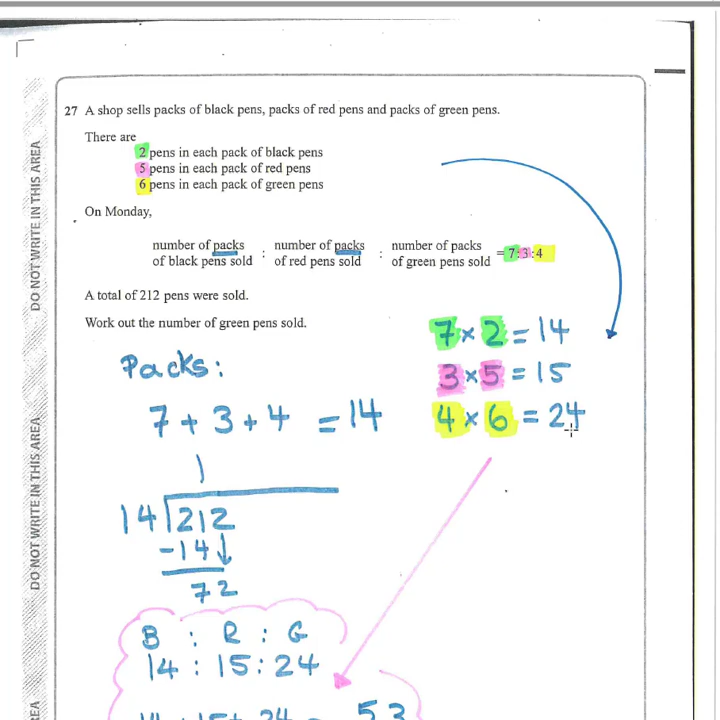 27 A shop sells packs of black pens, packs of red pens and packs of green pens.
There are
2 pens in each pack of black pens
5 pens in each pack of red pens
6 pens in each pack of green pens
On Monday,
number of packs of black pens sold : number of packs of red pens sold : number of packs of green pens sold = 7:3:4
A total of 212 pens were sold.
Work out the number of green pens sold.
7 × 2 = 14
3 × 5 = 15
4 × 6 = 24
Packs:
7 + 3 + 4 = 14
1
14 212
-14↓
72
B : R : G
14 : 15 : 24
14 + 15 + 24 = 53
DO NOT WRITE IN THIS AREA
DO NOT WRITE IN THIS AREA
REA